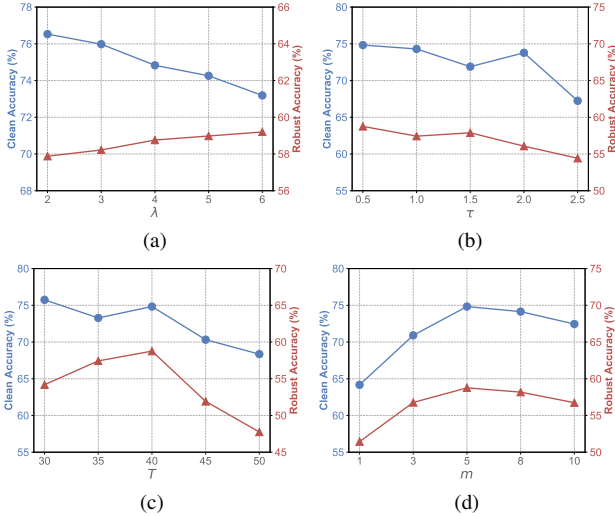 78
76
74
72
70
68
Clean Accuracy (%)
66
64
62
60
58
56
Robust Accuracy (%)
2 3 4 5 6
λ
(a)
80
75
70
65
60
55
Clean Accuracy (%)
75
70
65
60
55
50
Robust Accuracy (%)
0.5 1.0 1.5 2.0 2.5
τ
(b)
80
75
70
65
60
55
Clean Accuracy (%)
70
65
60
55
50
45
Robust Accuracy (%)
30 35 40 45 50
T
(c)
80
75
70
65
60
55
Clean Accuracy (%)
75
70
65
60
55
50
Robust Accuracy (%)
1 3 5 8 10
m
(d)